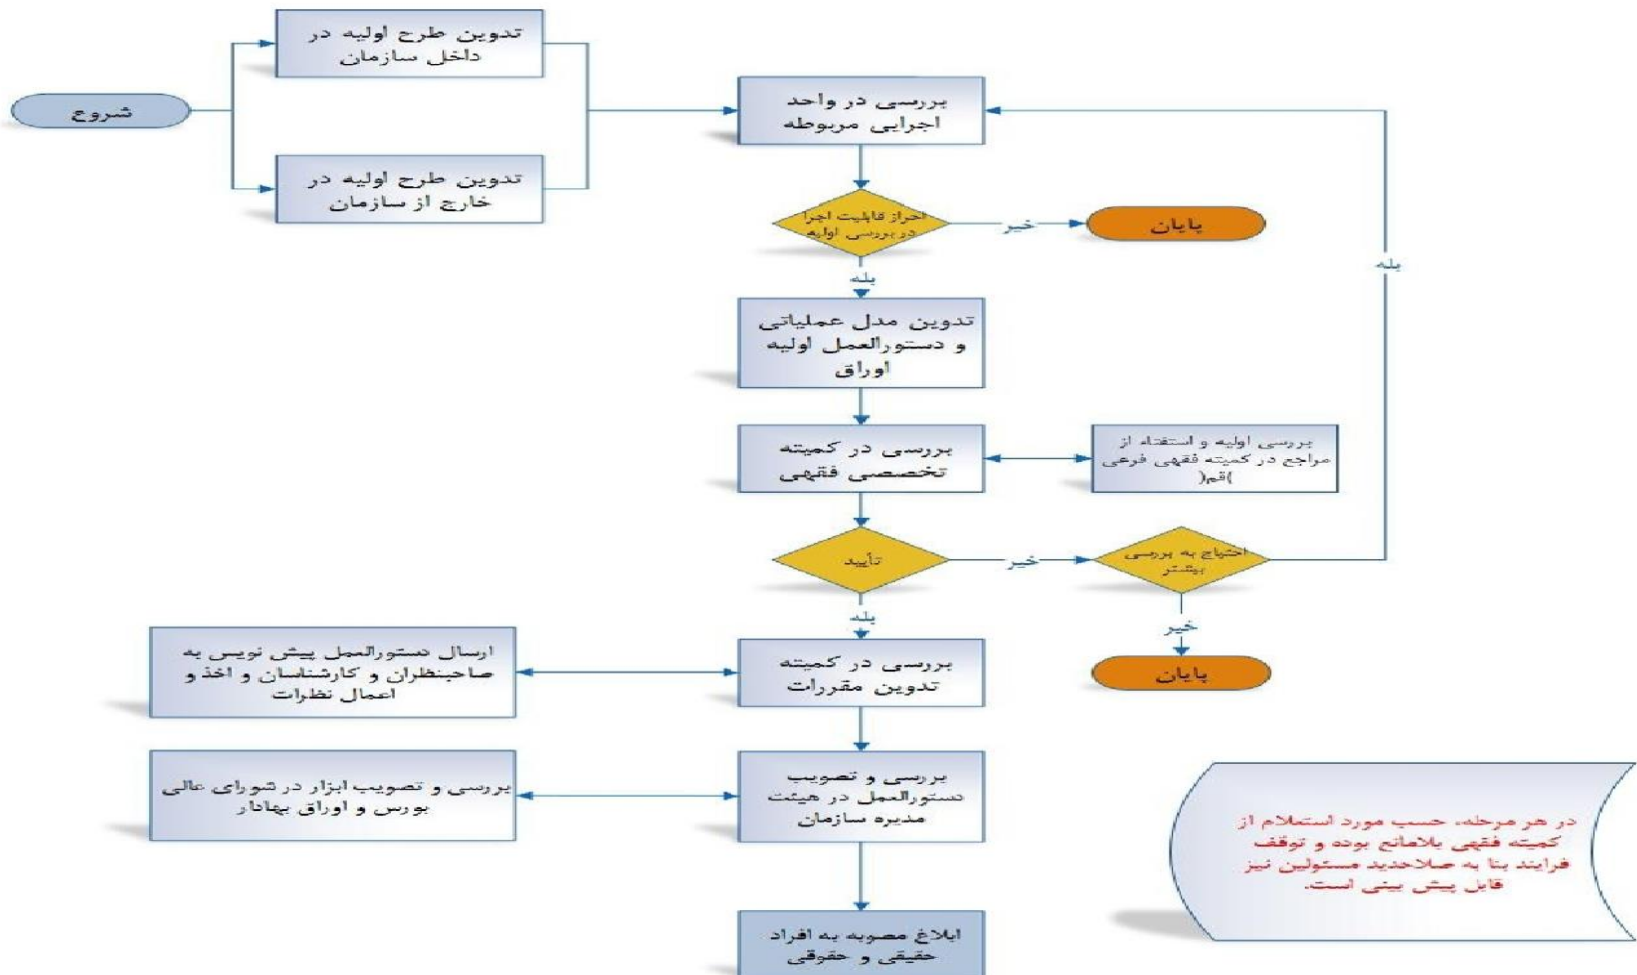 شروع
تدوین طرح اولیه در
داخل سازمان
تدوین طرح اولیه در
خارج از سازمان
بررسی در واحد
اجرایی مربوطه
احراز قابلیت اجرا
در بررسی اولیه
خیر
پایان
بله
تدوین مدل عملیاتی
و دستورالعمل اولیه
اوراق
بررسی در کمیته
تخصصی فقهی
بررسی اولیه و استفتاء از
مراجع در کمیته فقهی فرعی
)قم(
تأیید
خیر
احتیاج به بررسی
بیشتر
بله
خیر
پایان
بله
بررسی در کمیته
تدوین مقررات
ارسال دستورالعمل پیش نویس به
صاحبنظران و کارشناسان و اخذ و
اعمال نظرات
بررسی و تصویب
دستورالعمل در هیئت
مدیره سازمان
بررسی و تصویب ابزار در شورای عالی
بورس و اوراق بهادار
ابلاغ مصوبه به افراد
حقیقی و حقوقی
در هر مرحله، حسب مورد استعلام از
کمیته فقهی بلامانع بوده و توقف
فرایند بنا به صلاحدید مسئولین نیز
قابل پیش بینی است.